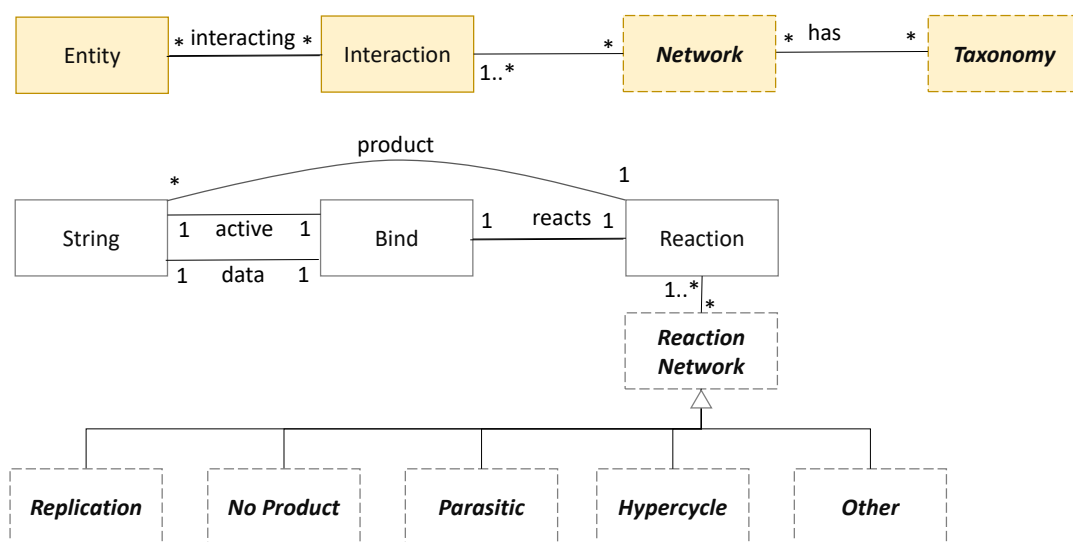 Entity * interacting * Interaction 1..* * Network * has * Taxonomy
product
* 1
String 1 active 1 Bind 1 reacts 1 Reaction
1 data 1
1..* *
Reaction
Network
Replication No Product Parasitic Hypercycle Other